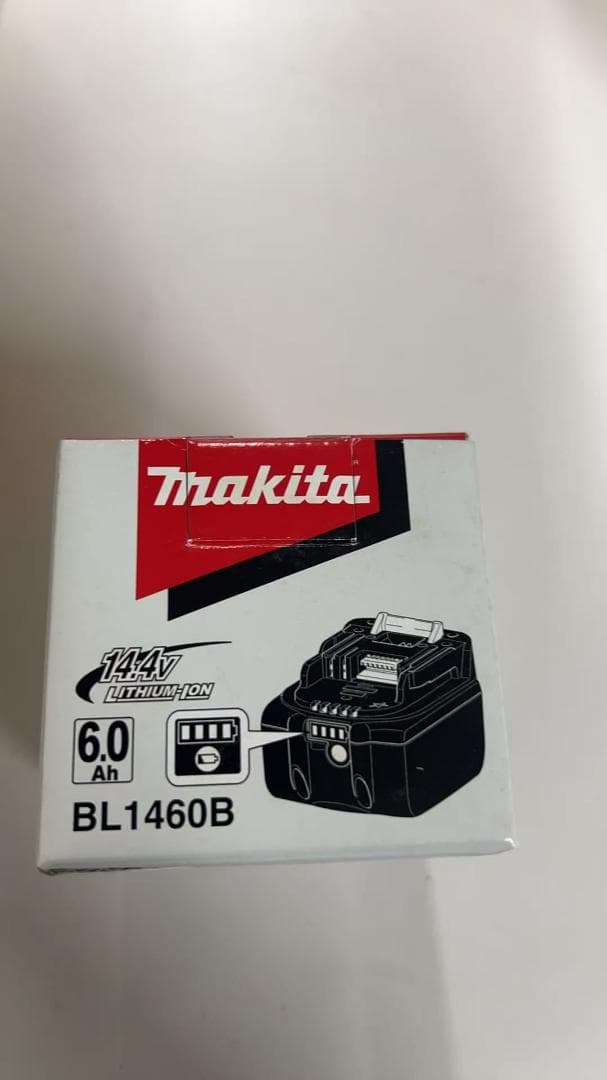 makita®
14.4V
LITHIUM-ION
6.0
Ah
BL1460B